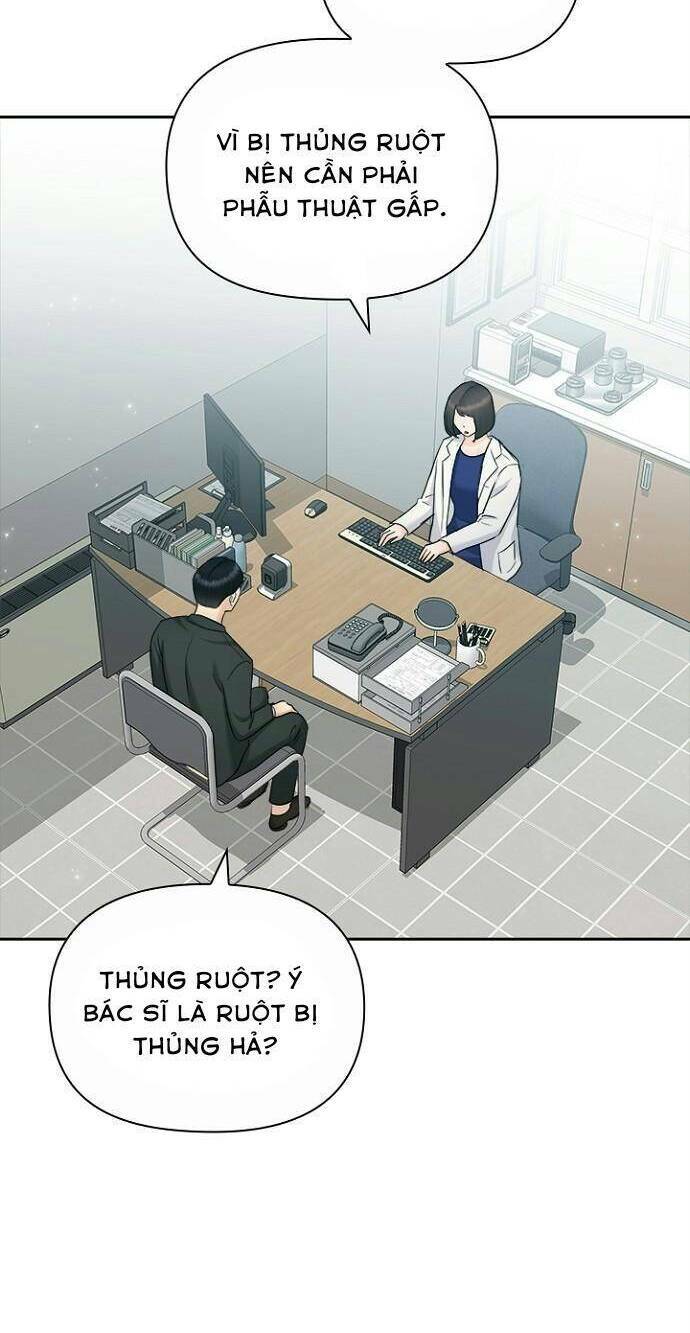 VÌ BỊ THỦNG RUỘT
NÊN CẦN PHẢI
PHẪU THUẬT GẤP.
THỦNG RUỘT? Ý
BÁC SĨ LÀ RUỘT BỊ
THỦNG HẢ?